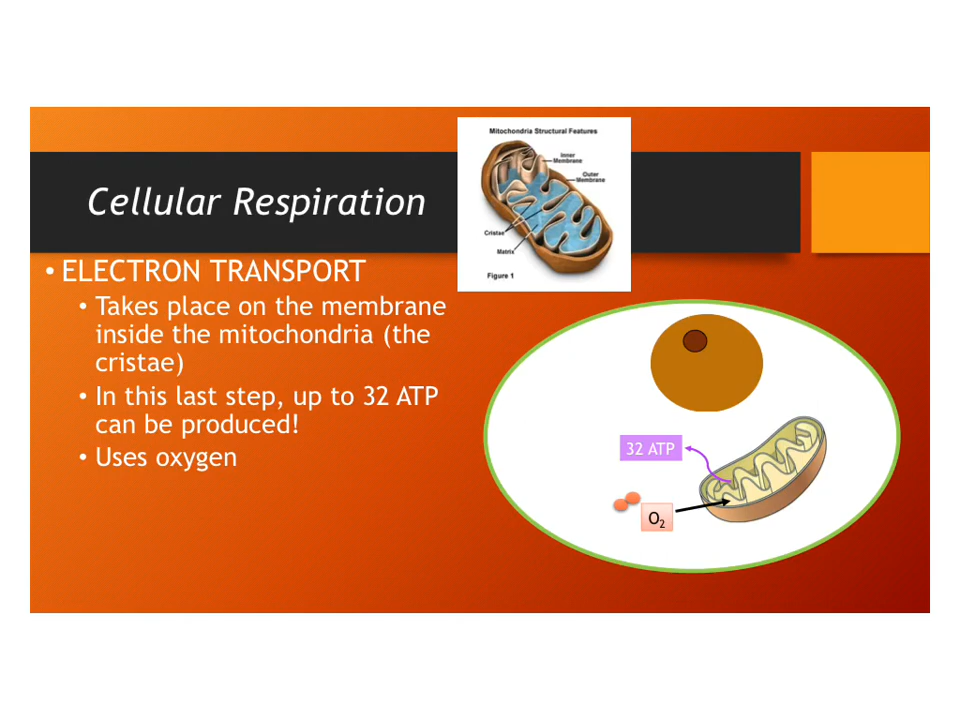 Mitochondria Structural Features
Inner
Membrane
Outer
Membrane
Cristae
Matrix
Figure 1
Cellular Respiration
• ELECTRON TRANSPORT
• Takes place on the membrane
inside the mitochondria (the
cristae)
• In this last step, up to 32 ATP
can be produced!
• Uses oxygen
32 ATP
O₂